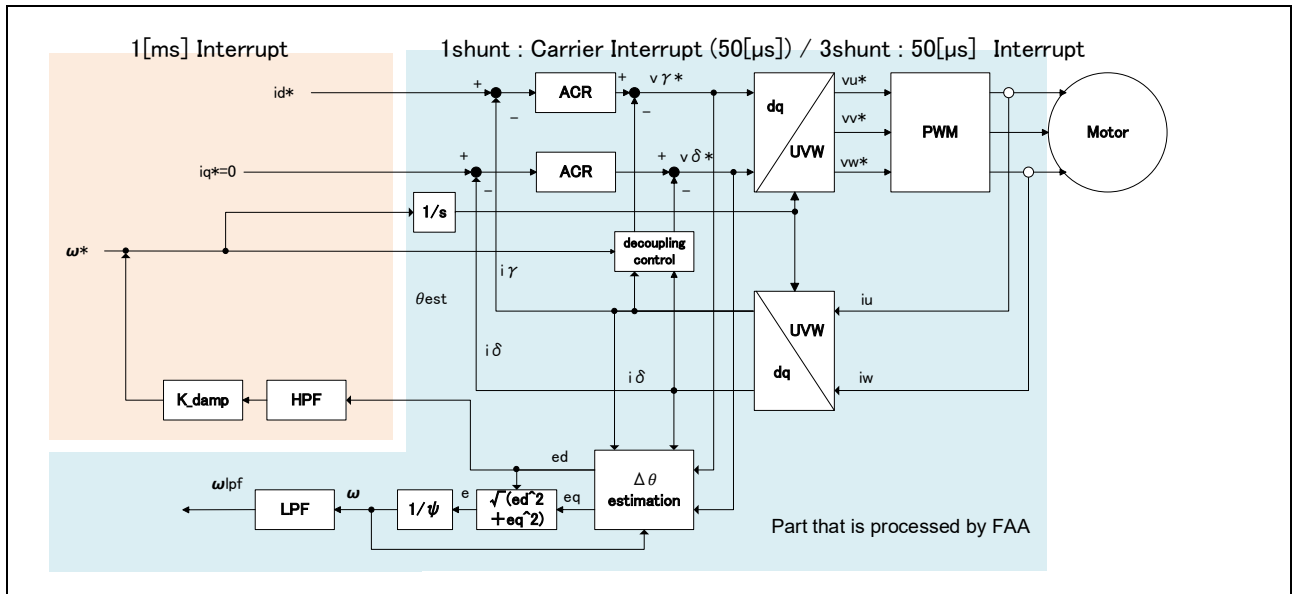 1[ms] Interrupt
1shunt : Carrier Interrupt (50[µs]) / 3shunt : 50[µs] Interrupt
id*
+
−
ACR
+
−
vγ*
dq
UVW
vu*
vv*
vw*
PWM
Motor
iq*=0
+
−
ACR
+
−
vδ*
1/s
ω*
decoupling
control
iγ
θest
iδ
iδ
UVW
dq
iu
iw
K_damp
HPF
ed
Δθ
estimation
eq
√(ed^2
+eq^2)
e
1/ψ
ω
LPF
ωlpf
Part that is processed by FAA